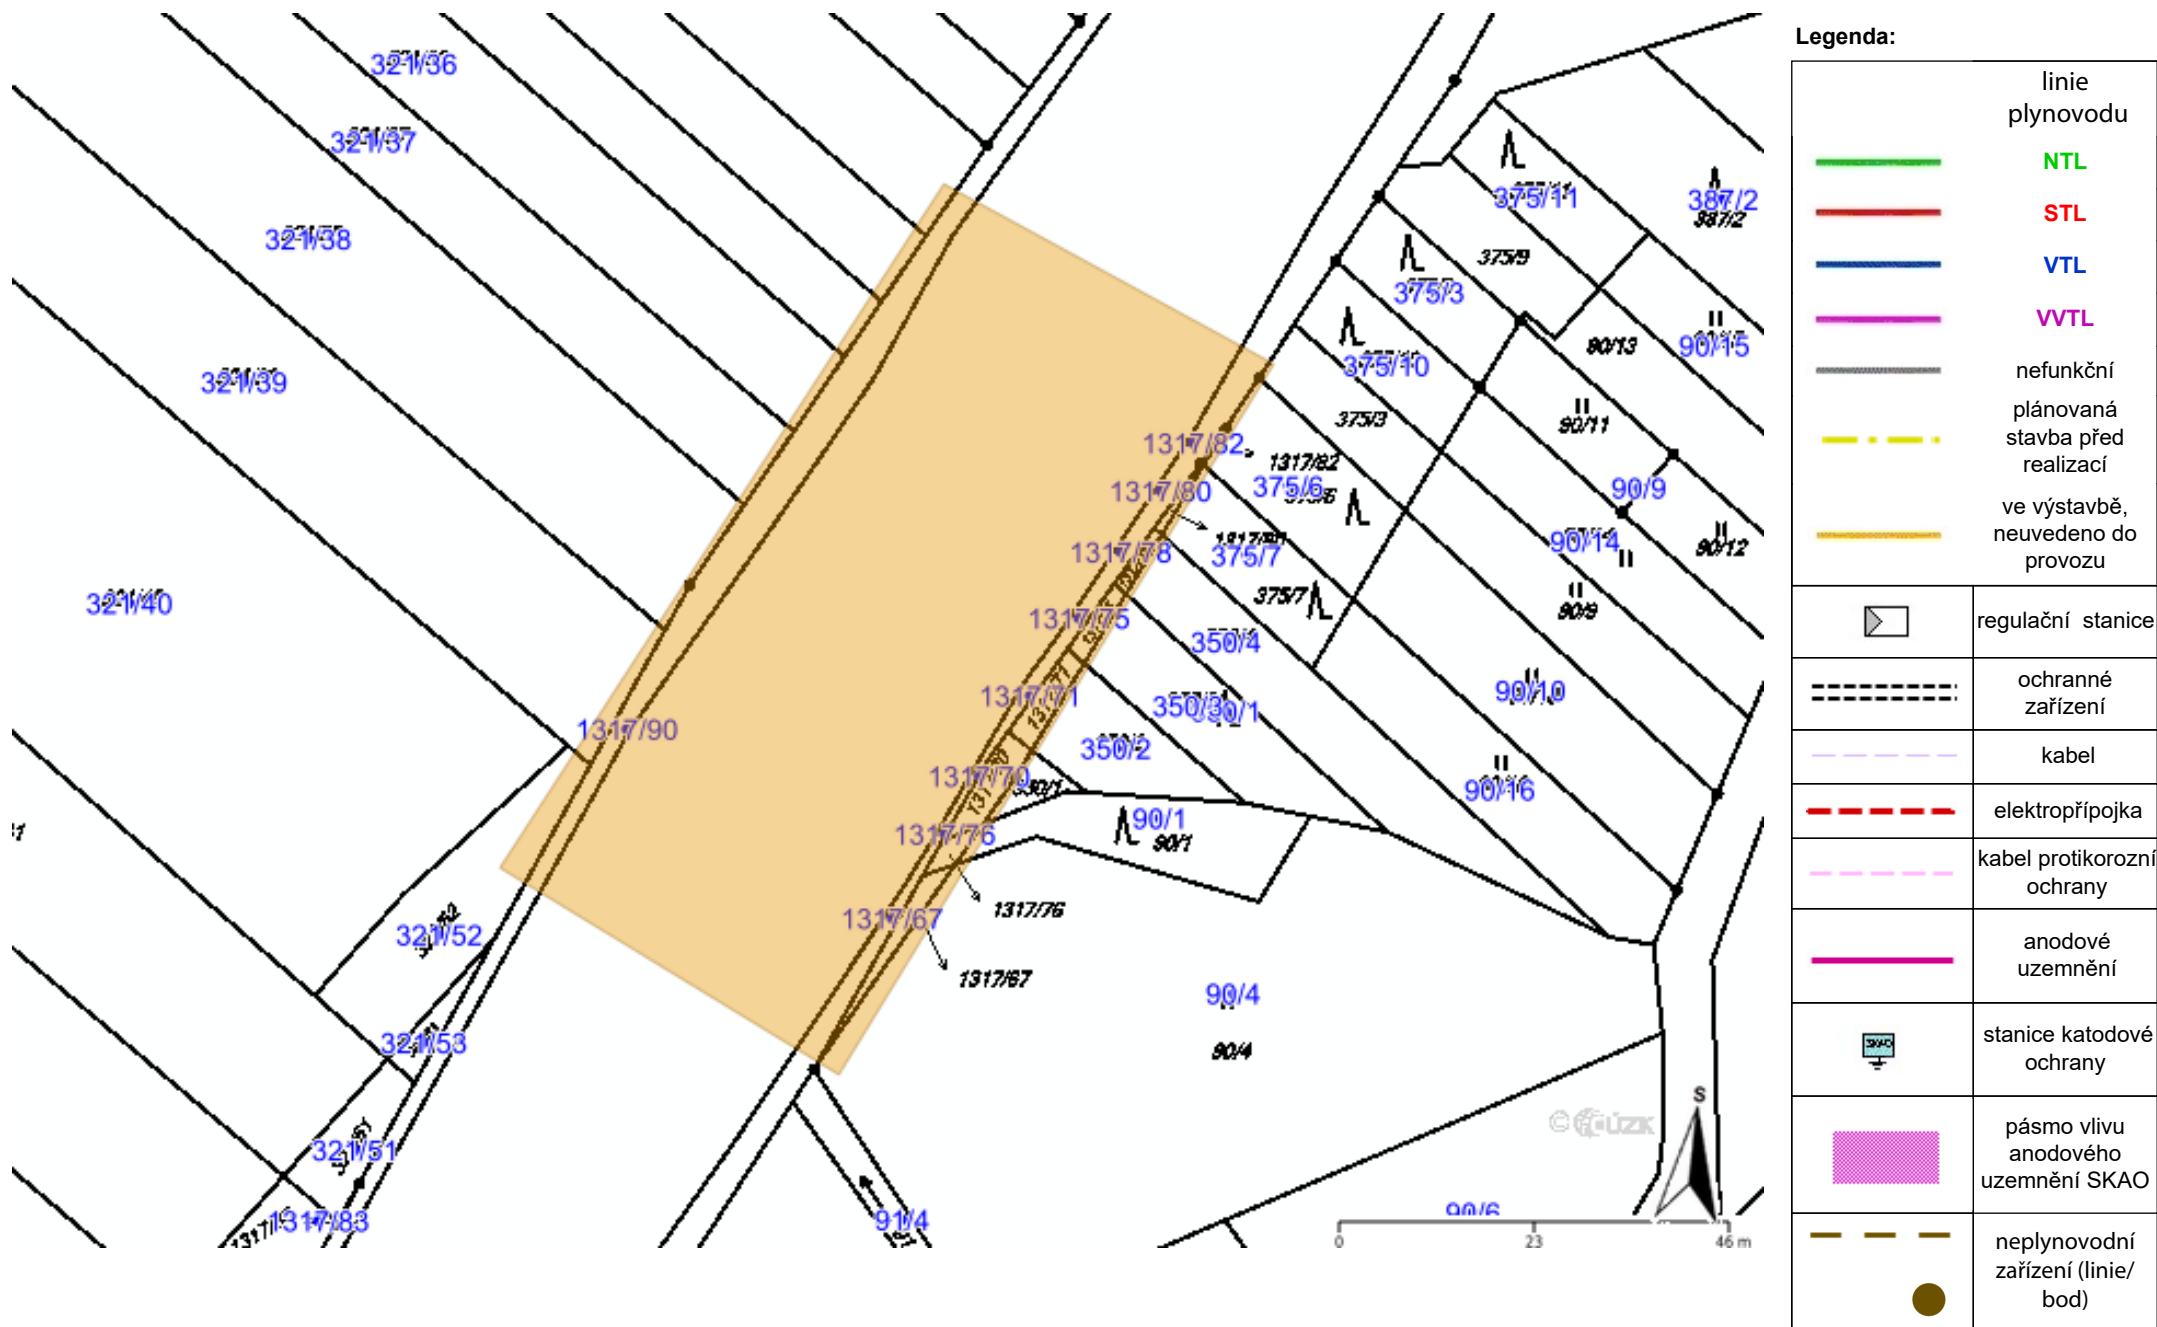 321/36
321/37
321/38
321/39
321/40
321/52
321/53
321/51
1317/83
1317/90
1317/82
1317/82
1317/80
1317/78
1317/75
1317/71
1317/70
1317/76
1317/76
1317/67
1317/67
375/11
387/2
387/2
375/9
375/3
375/10
375/3
90/15
90/13
90/11
90/9
90/14
90/12
90/9
375/6
375/7
375/7
350/4
350/3
350/1
350/2
90/10
90/16
90/1
90/1
90/4
90/4
90/6
91/4
S
0 23 46 m
Legenda:
linie
plynovodu
NTL
STL
VTL
VVTL
nefunkční
plánovaná
stavba před
realizací
ve výstavbě,
neuvedeno do
provozu
regulační stanice
ochranné
zařízení
kabel
elektropřípojka
kabel protikorozní
ochrany
anodové
uzemnění
SKAO
stanice katodové
ochrany
pásmo vlivu
anodového
uzemnění SKAO
neplynovodní
zařízení (linie/
bod)